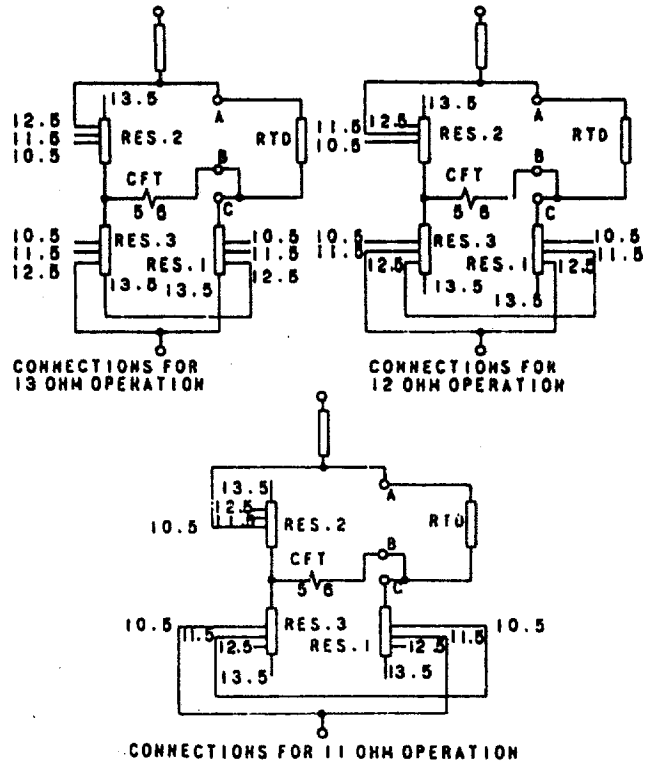 13.5
12.5
11.5
10.5
RES.2
A
RTD
CFT
B
5 6
C
10.5
11.5
12.5
RES.3
RES.1
10.5
11.5
12.5
13.5
13.5
CONNECTIONS FOR
13 OHM OPERATION
13.5
12.5
11.5
10.5
RES.2
A
RTD
CFT
B
5 6
C
10.5
11.5
12.5
RES.3
RES.1
10.5
11.5
12.5
13.5
13.5
CONNECTIONS FOR
12 OHM OPERATION
13.5
12.5
11.5
10.5
RES.2
A
RTD
CFT
B
5 6
C
10.5
11.5
12.5
13.5
RES.3
RES.1
11.5
10.5
12.5
13.5
CONNECTIONS FOR 11 OHM OPERATION